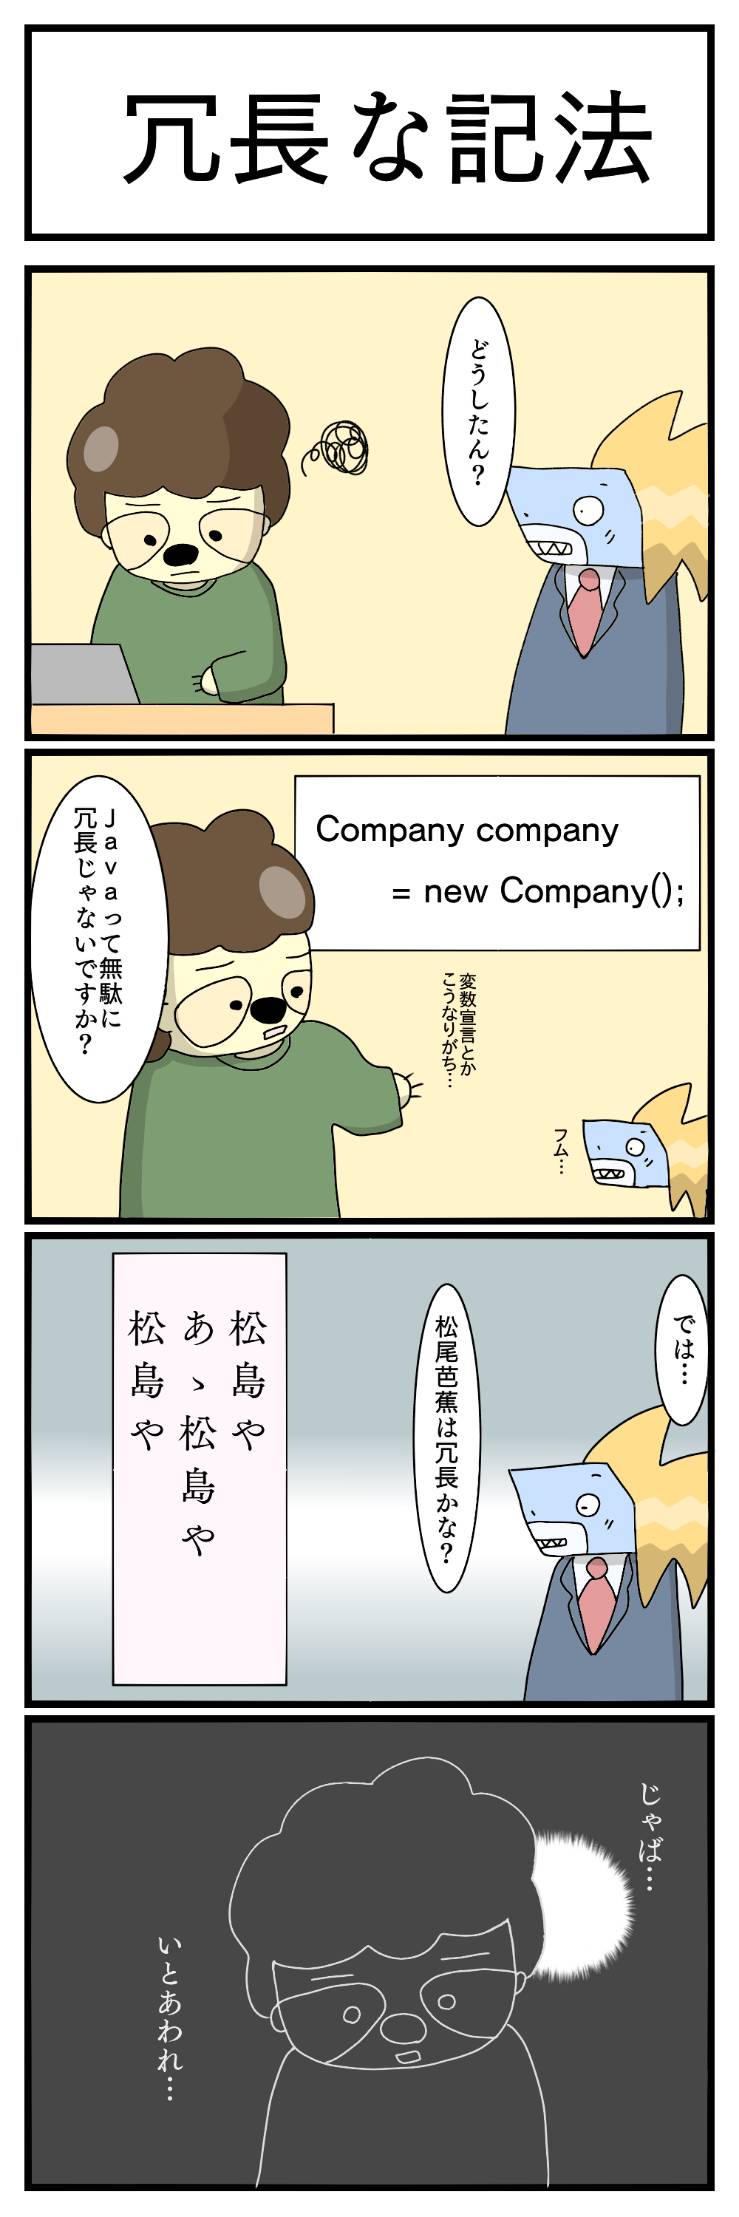 冗長な記法
どうしたん？
Javaって無駄に
冗長じゃないですか？
Company company
= new Company();
変数宣言とか
こうなりがち…
フム…
では…
松尾芭蕉は冗長かな？
松島や
あゝ松島や
松島や
じゃば…
いとあわれ…